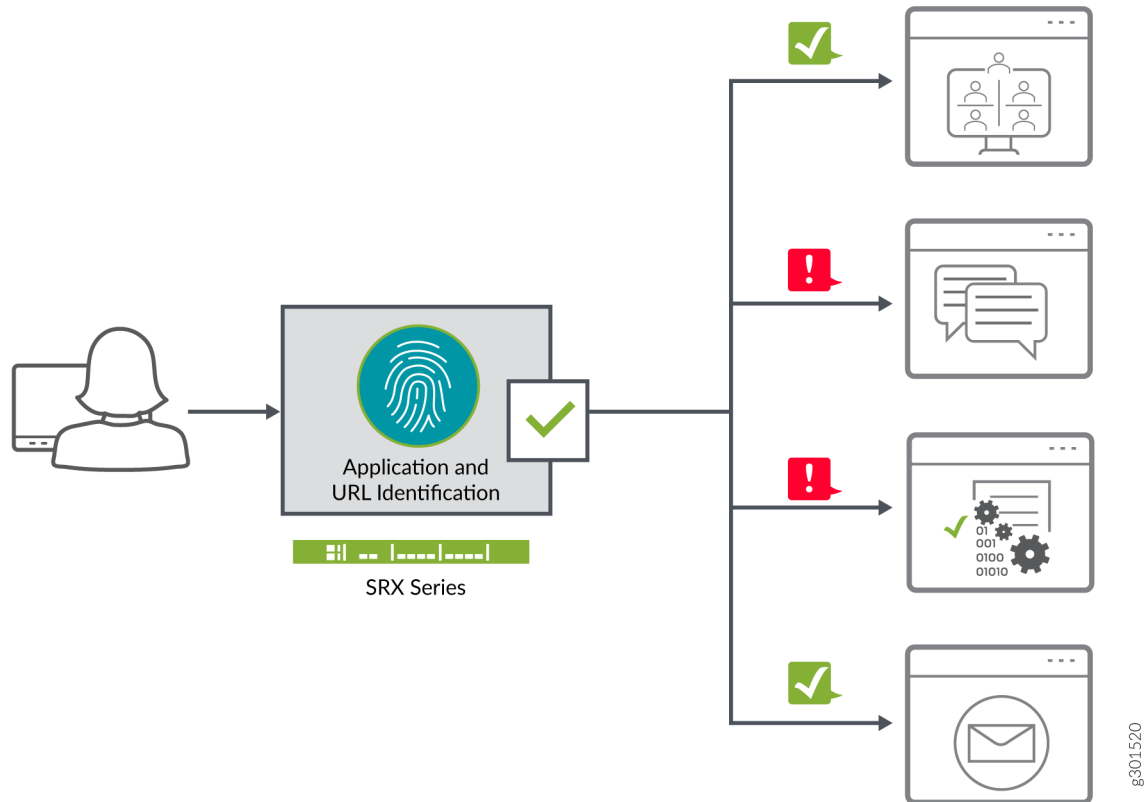 Application and
URL Identification
SRX Series
01
001
0100
01010
g301520